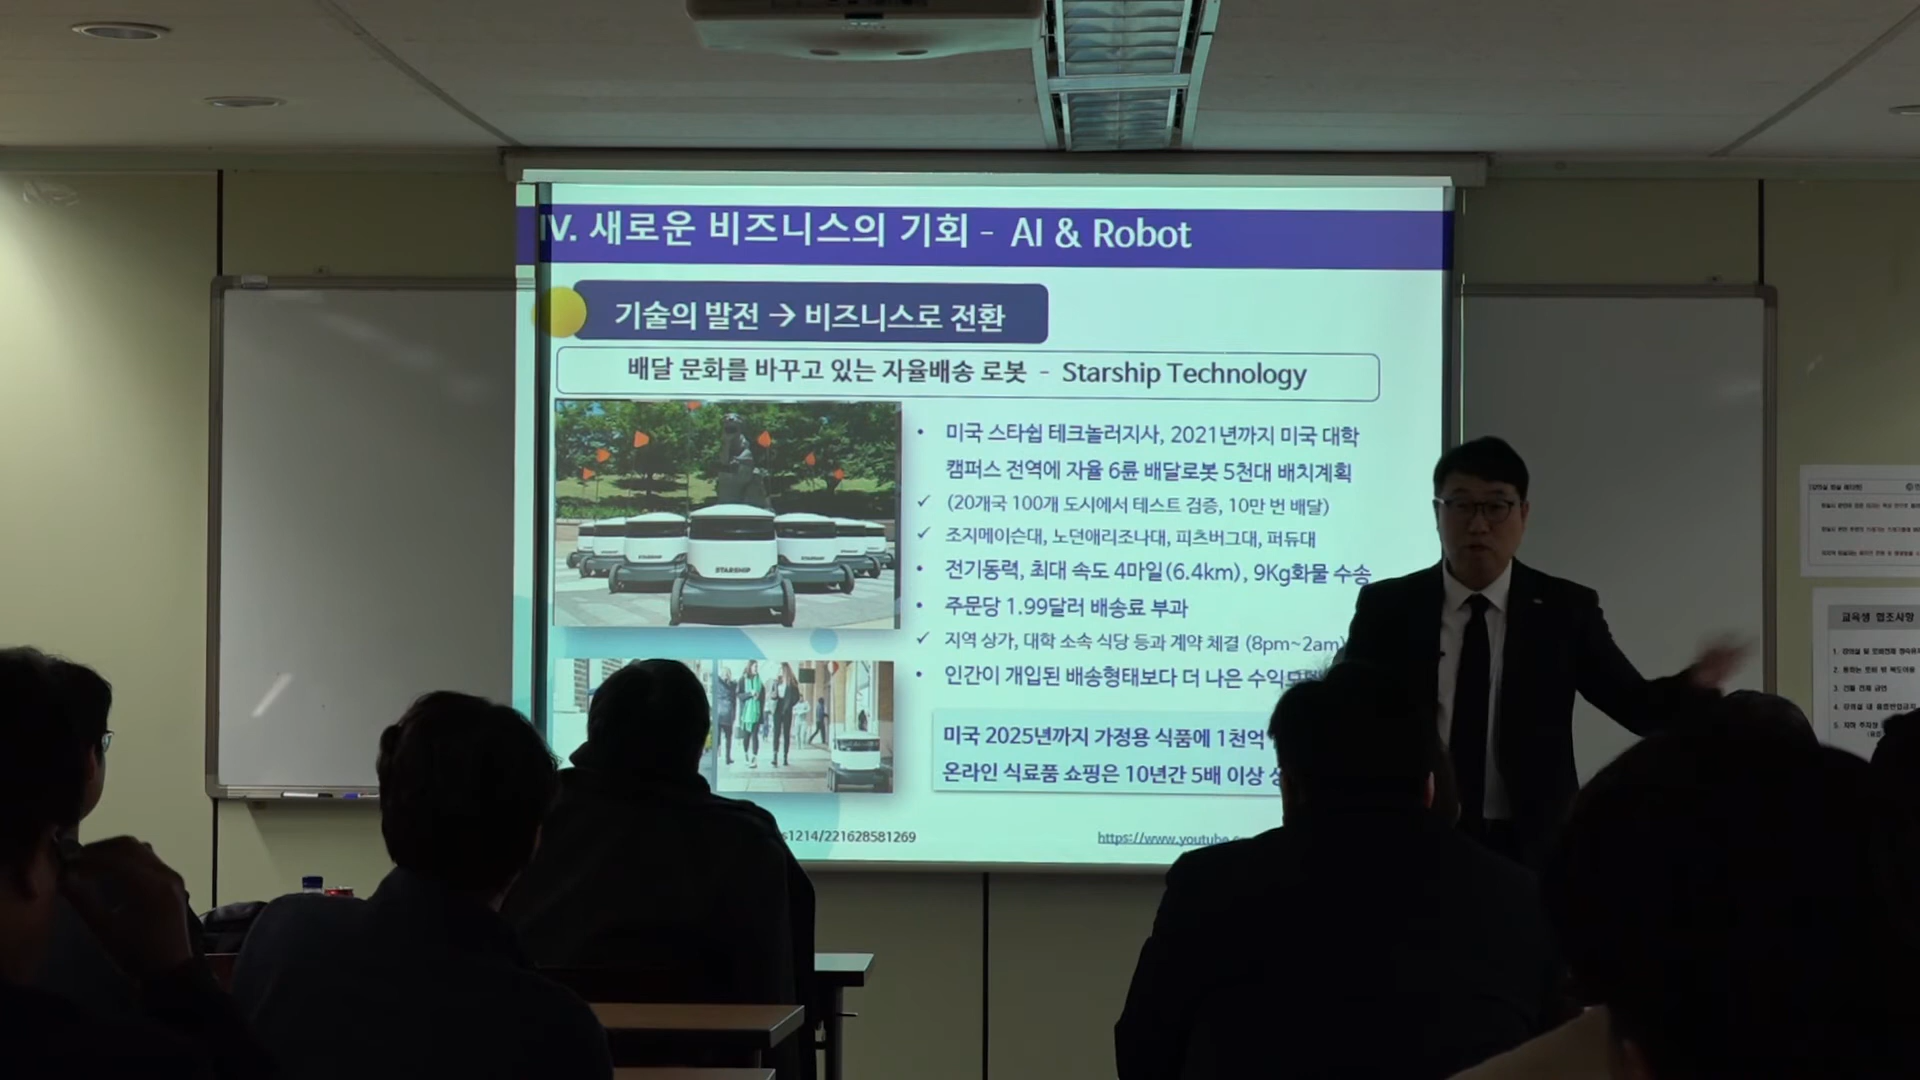 IV. 새로운 비즈니스의 기회 - AI & Robot
기술의 발전 → 비즈니스로 전환
배달 문화를 바꾸고 있는 자율배송 로봇 - Starship Technology
• 미국 스타쉽 테크놀러지사, 2021년까지 미국 대학
캠퍼스 전역에 자율 6륜 배달로봇 5천대 배치계획
✓ (20개국 100개 도시에서 테스트 검증, 10만 번 배달)
✓ 조지메이슨대, 노던애리조나대, 피츠버그대, 퍼듀대
• 전기동력, 최대 속도 4마일(6.4km), 9Kg화물 수송
• 주문당 1.99달러 배송료 부과
✓ 지역 상가, 대학 소속 식당 등과 계약 체결 (8pm~2am)
• 인간이 개입된 배송형태보다 더 나은 수익모델
미국 2025년까지 가정용 식품에 1천억
온라인 식료품 쇼핑은 10년간 5배 이상
STARSHIP
s1214/221628581269
https://www.youtube.c
교육생 협조사항